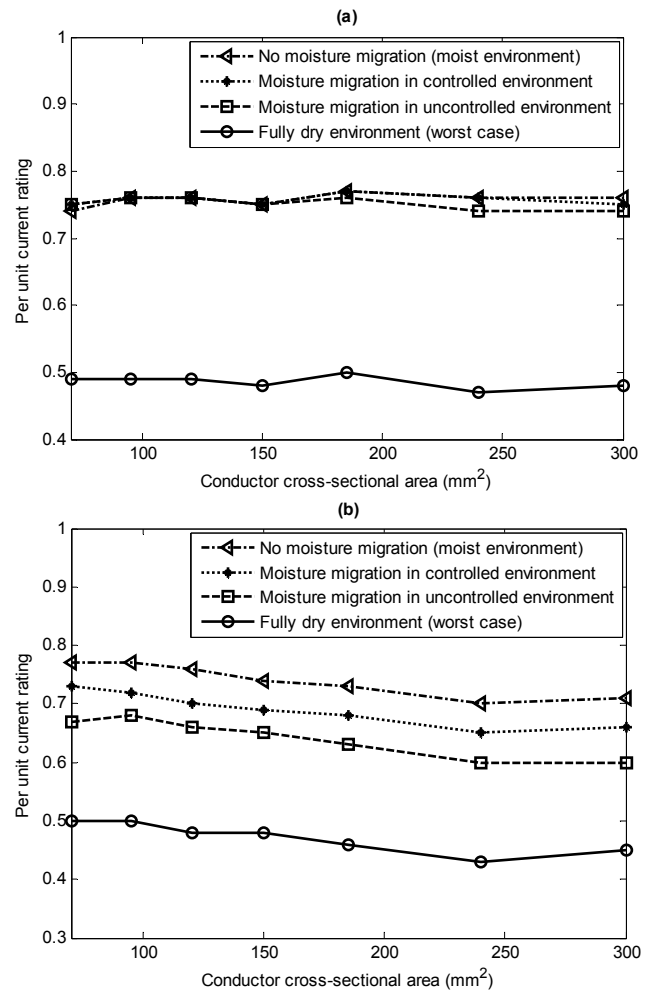 (a)
1
0.9
0.8
0.7
0.6
0.5
0.4
Per unit current rating
No moisture migration (moist environment)
Moisture migration in controlled environment
Moisture migration in uncontrolled environment
Fully dry environment (worst case)
100 150 200 250 300
Conductor cross-sectional area (mm²)
(b)
1
0.9
0.8
0.7
0.6
0.5
0.4
0.3
Per unit current rating
No moisture migration (moist environment)
Moisture migration in controlled environment
Moisture migration in uncontrolled environment
Fully dry environment (worst case)
100 150 200 250 300
Conductor cross-sectional area (mm²)